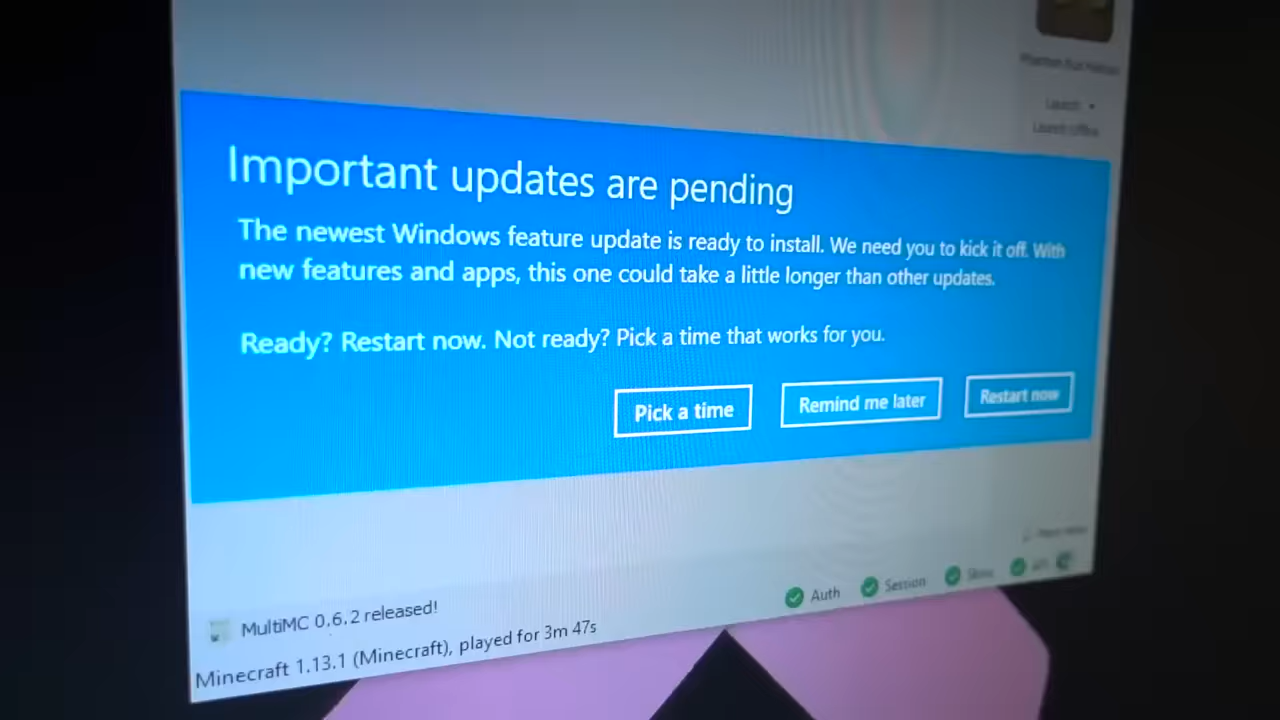 Launch
Launch Offline
Important updates are pending
The newest Windows feature update is ready to install. We need you to kick it off. With
new features and apps, this one could take a little longer than other updates.
Ready? Restart now. Not ready? Pick a time that works for you.
Pick a time
Remind me later
Restart now
MultiMC 0.6.2 released!
Auth
Session
Skins
Minecraft 1.13.1 (Minecraft), played for 3m 47s